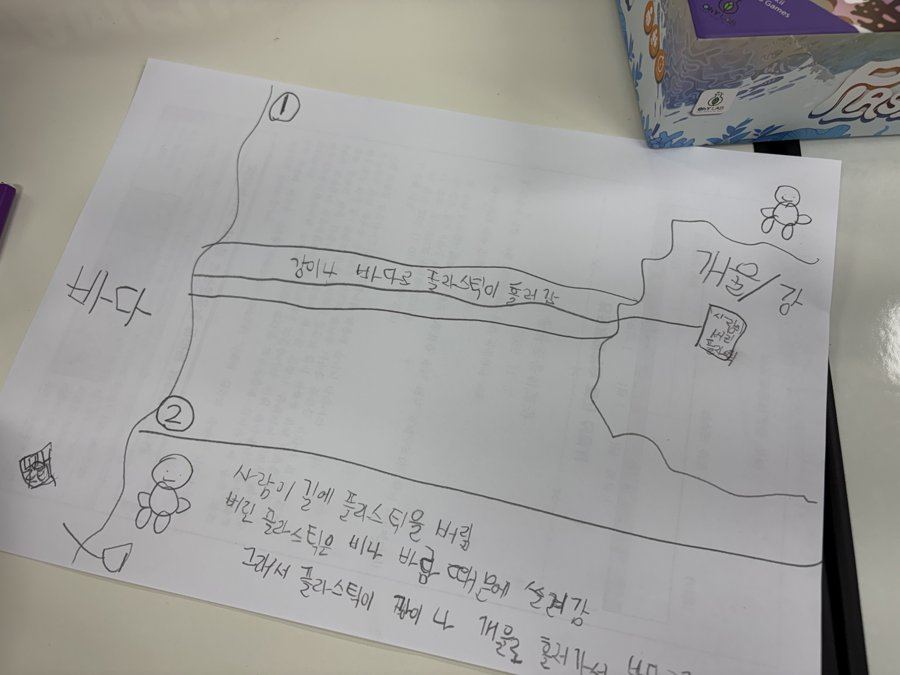 ①
강이나 바다로 플라스틱이 흘러감
개울/강
사람이
버린
플라스틱
바다
②
사람이 길에 플라스틱을 버림
버린 플라스틱은 비나 바람 때문에 쓸려감
그래서 플라스틱이 강이나 개울로 흘러가서
Games